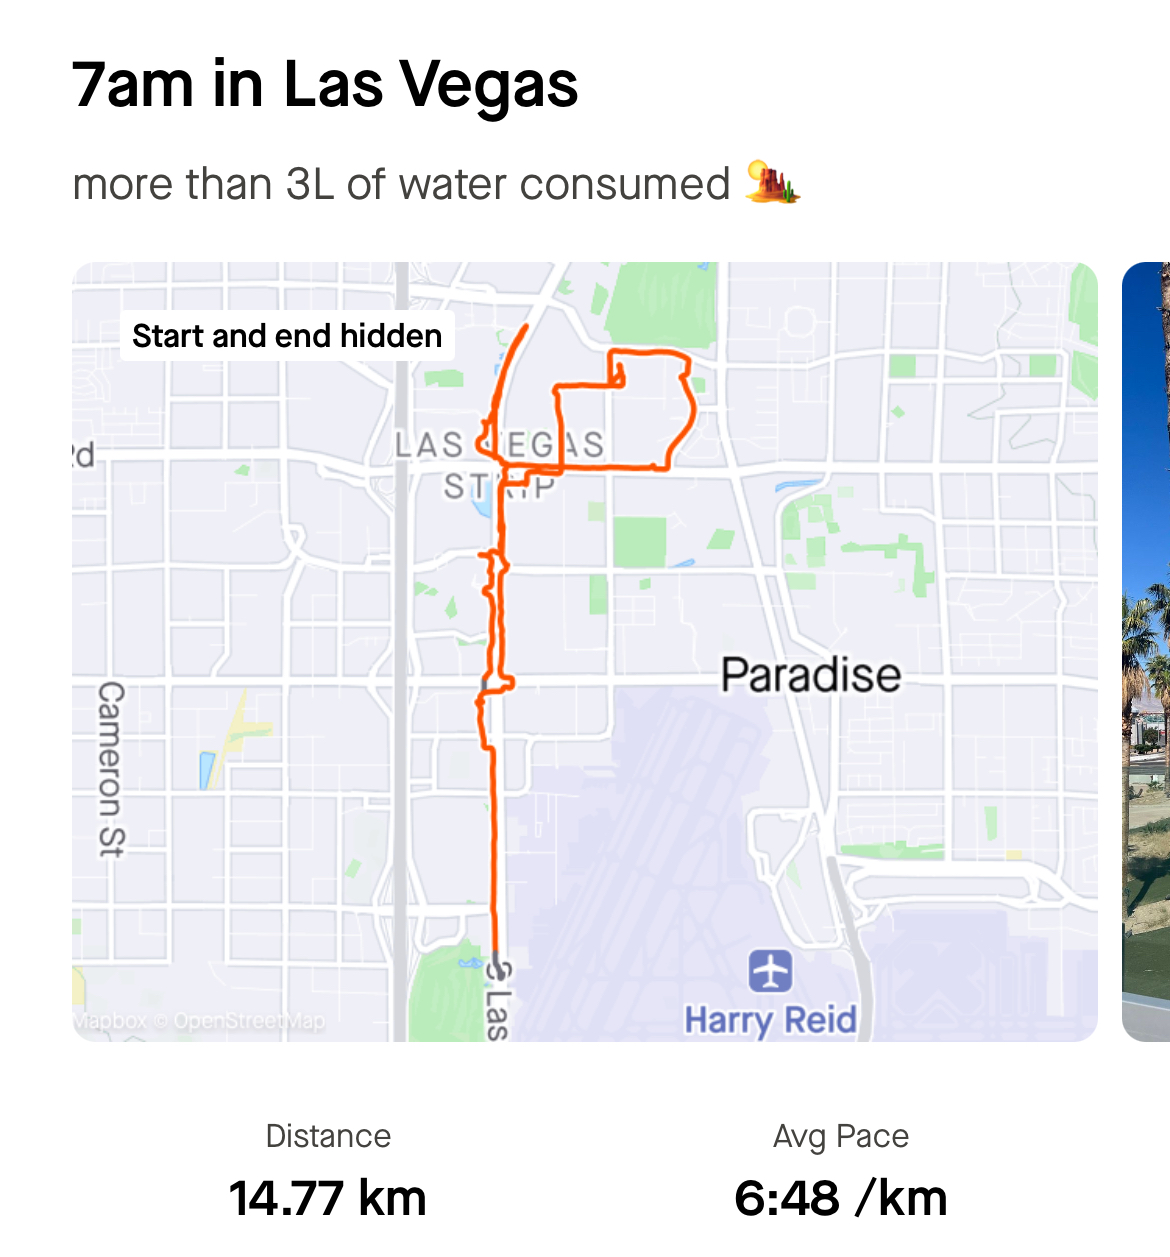 7am in Las Vegas
more than 3L of water consumed 🏜️
Start and end hidden
Rd
LAS VEGAS
STRIP
Paradise
Cameron St
S Las
Harry Reid
Mapbox © OpenStreetMap
Distance
Avg Pace
14.77 km
6:48 /km